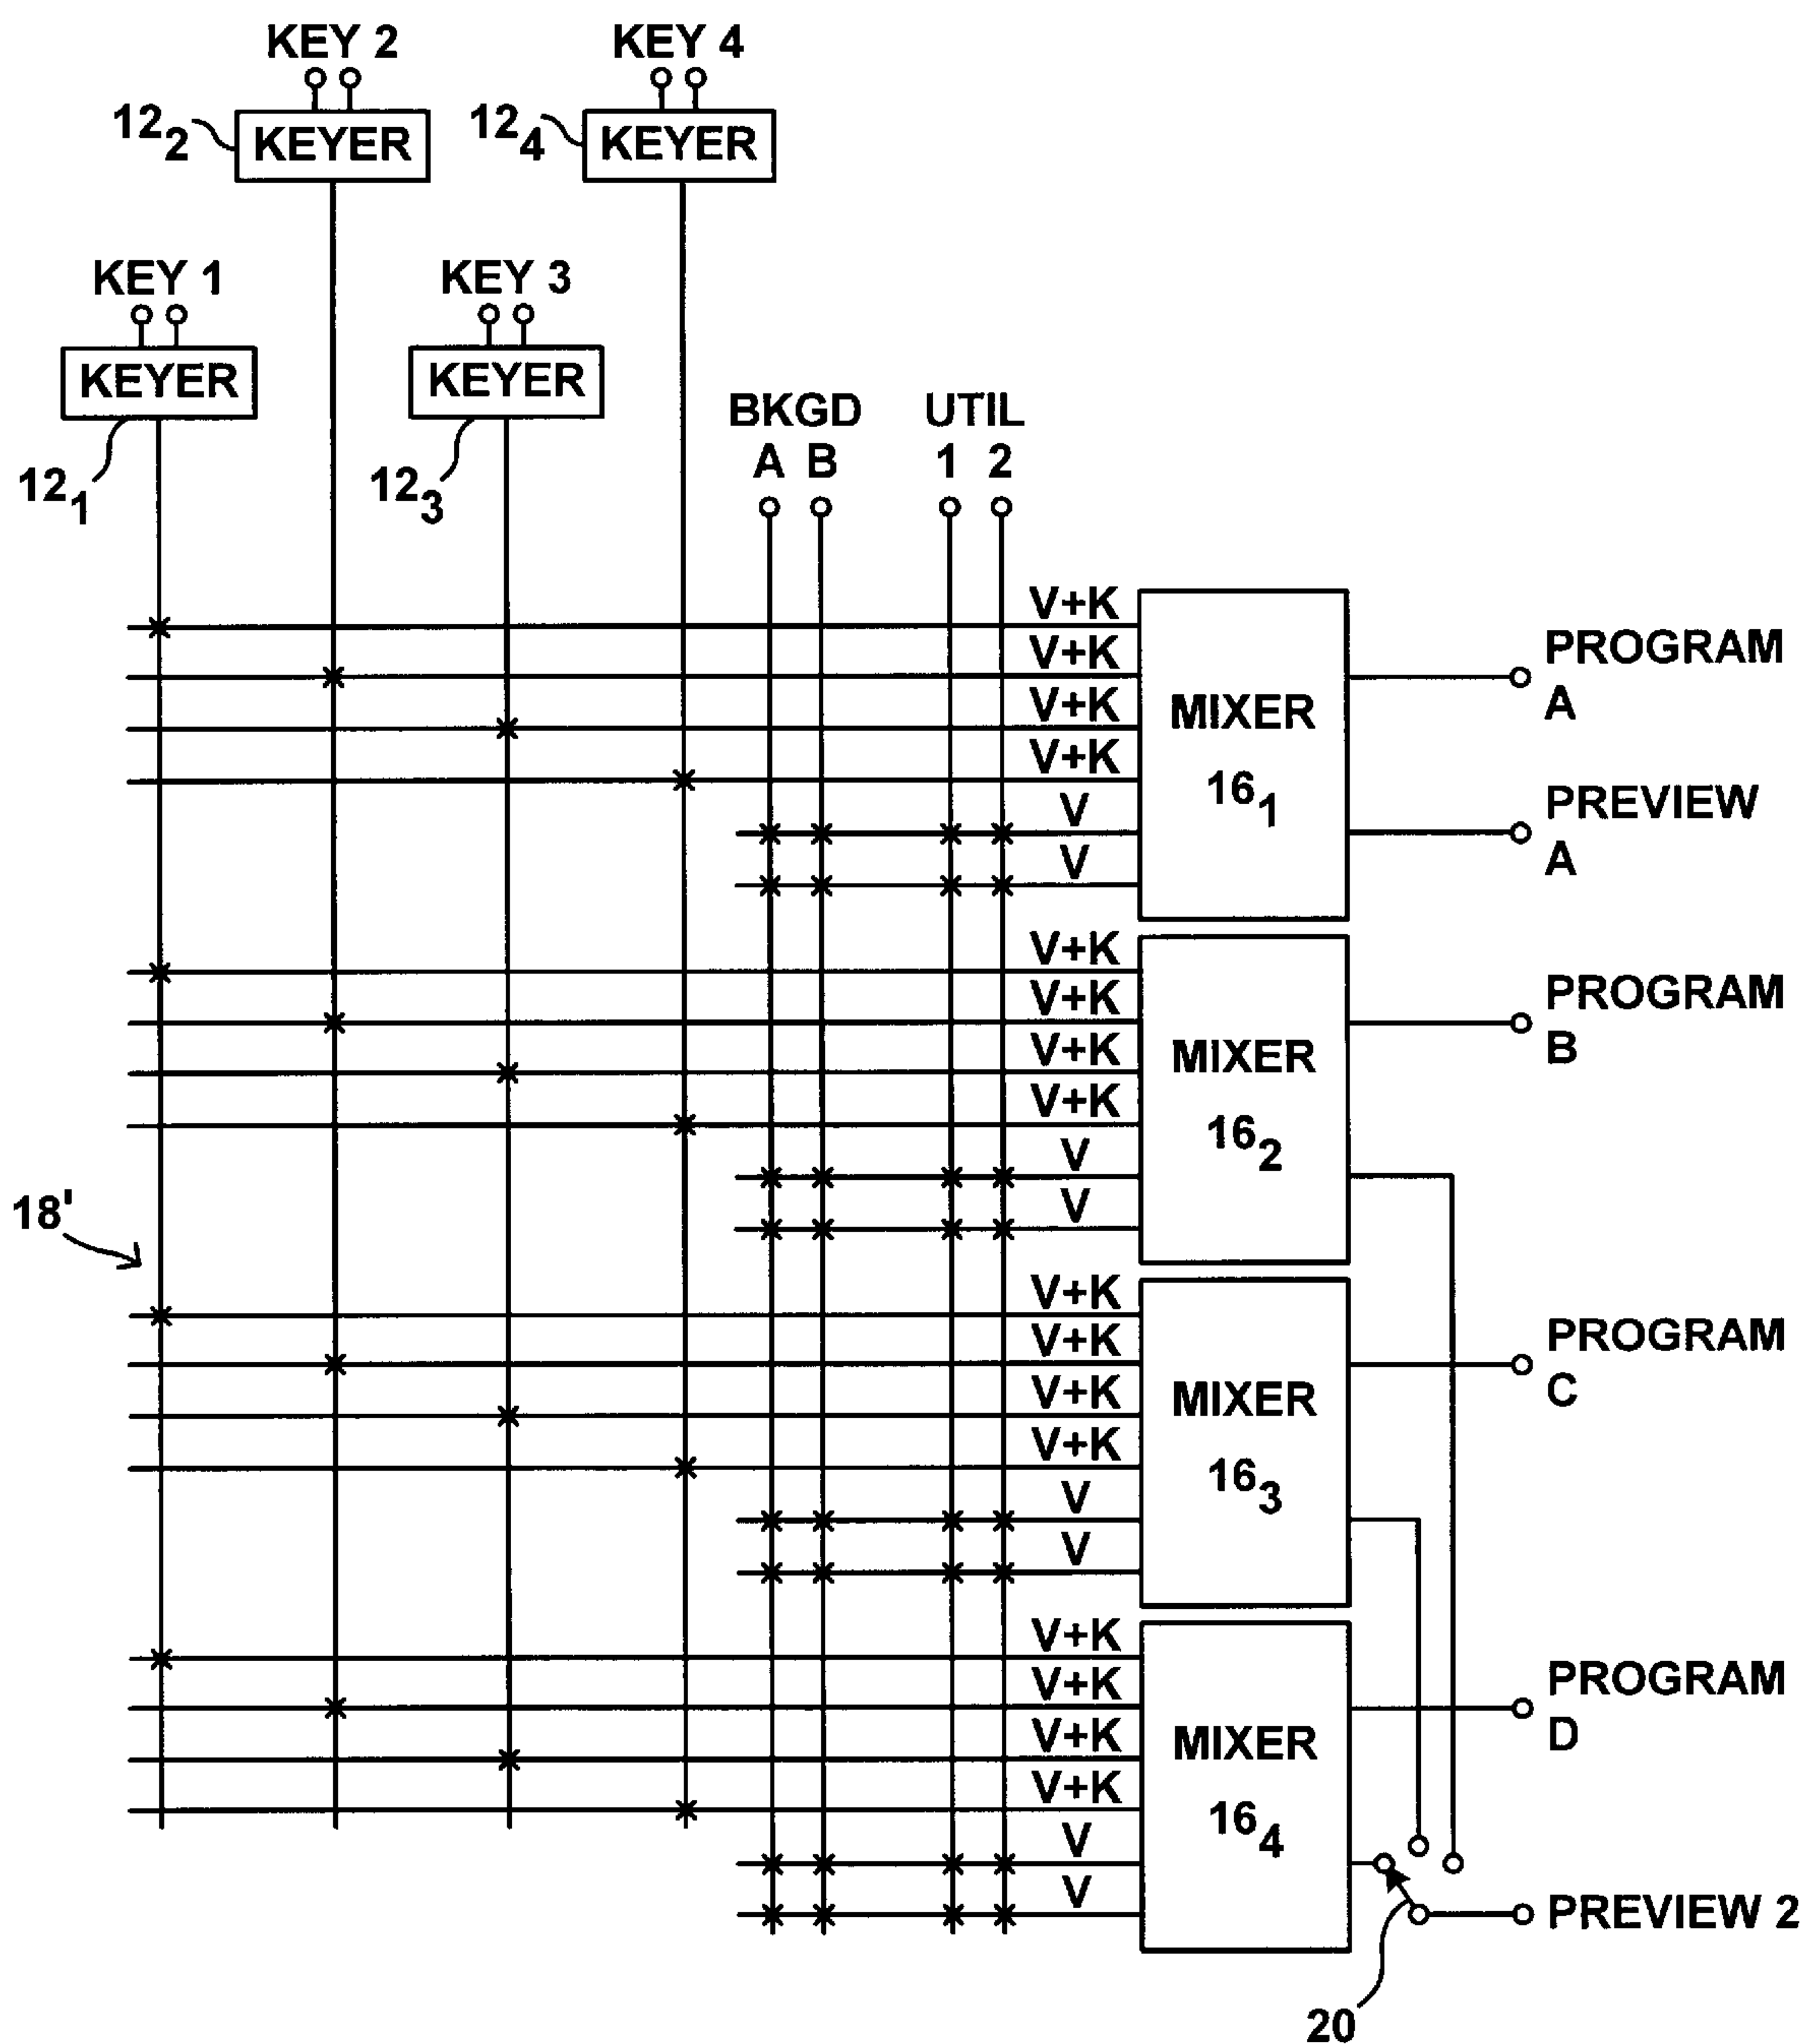 KEY 2 KEY 4
12₂ KEYER 12₄ KEYER
KEY 1 KEY 3
KEYER KEYER
12₁ 12₃
BKGD UTIL
A B 1 2
V+K
V+K
V+K
V+K
V
V
MIXER
16₁
PROGRAM
A
PREVIEW
A
V+K
V+K
V+K
V+K
V
V
MIXER
16₂
PROGRAM
B
18'
V+K
V+K
V+K
V+K
V
V
MIXER
16₃
PROGRAM
C
V+K
V+K
V+K
V+K
V
V
MIXER
16₄
PROGRAM
D
PREVIEW 2
20